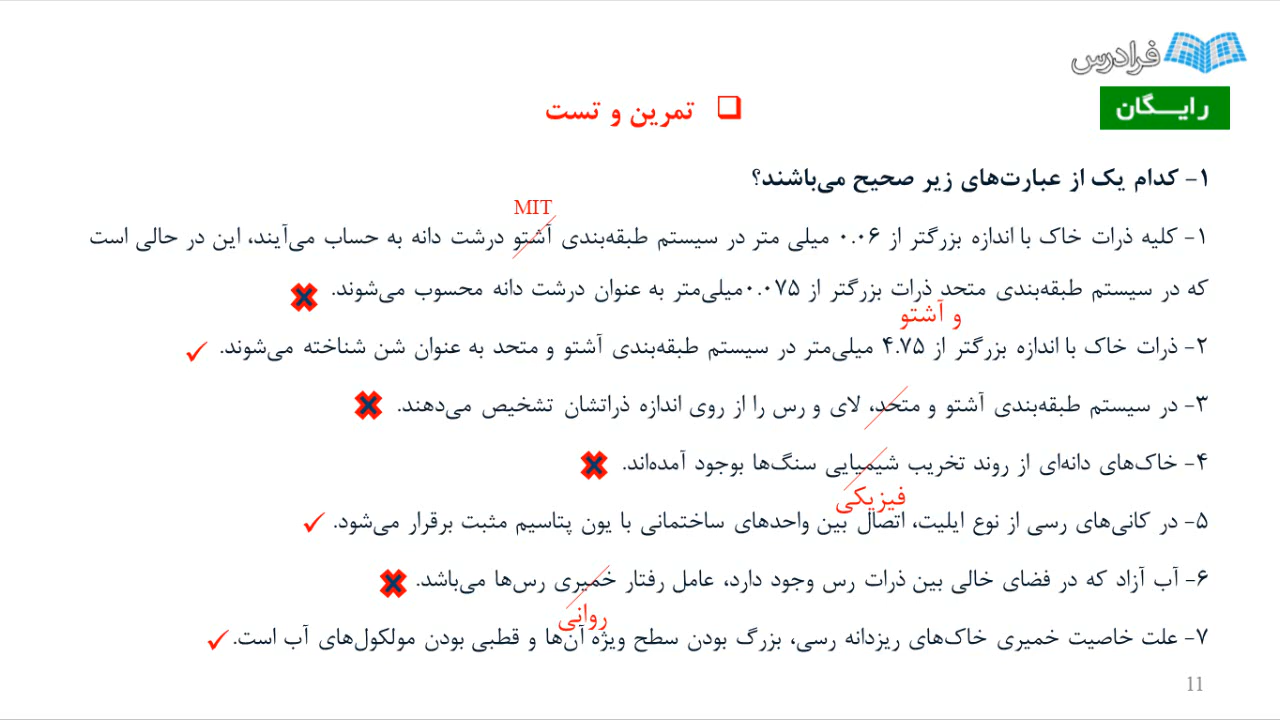 فرادرس
رایــــگان
❑ تمرین و تست
۱- کدام یک از عبارت‌های زیر صحیح می‌باشند؟
MIT
۱- کلیه ذرات خاک با اندازه بزرگتر از ۰.۰۶ میلی متر در سیستم طبقه‌بندی آشتو درشت دانه به حساب می‌آیند، این در حالی است
که در سیستم طبقه‌بندی متحد ذرات بزرگتر از ۰.۰۷۵میلی‌متر به عنوان درشت دانه محسوب می‌شوند.
و آشتو
۲- ذرات خاک با اندازه بزرگتر از ۴.۷۵ میلی‌متر در سیستم طبقه‌بندی آشتو و متحد به عنوان شن شناخته می‌شوند.
۳- در سیستم طبقه‌بندی آشتو و متحد، لای و رس را از روی اندازه ذراتشان تشخیص می‌دهند.
۴- خاک‌های دانه‌ای از روند تخریب شیمیایی سنگ‌ها بوجود آمده‌اند.
فیزیکی
۵- در کانی‌های رسی از نوع ایلیت، اتصال بین واحدهای ساختمانی با یون پتاسیم مثبت برقرار می‌شود.
۶- آب آزاد که در فضای خالی بین ذرات رس وجود دارد، عامل رفتار خمیری رس‌ها می‌باشد.
روانی
۷- علت خاصیت خمیری خاک‌های ریزدانه رسی، بزرگ بودن سطح ویژه آن‌ها و قطبی بودن مولکول‌های آب است.
11